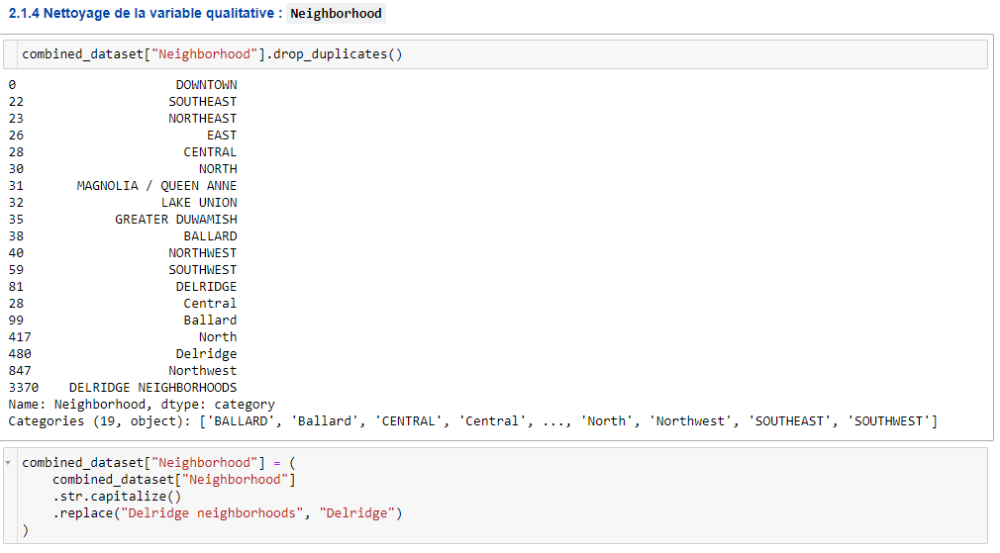 2.1.4 Nettoyage de la variable qualitative : Neighborhood
combined_dataset["Neighborhood"].drop_duplicates()
0 DOWNTOWN
22 SOUTHEAST
23 NORTHEAST
26 EAST
28 CENTRAL
30 NORTH
31 MAGNOLIA / QUEEN ANNE
32 LAKE UNION
35 GREATER DUWAMISH
38 BALLARD
40 NORTHWEST
59 SOUTHWEST
81 DELRIDGE
28 Central
99 Ballard
417 North
480 Delridge
847 Northwest
3370 DELRIDGE NEIGHBORHOODS
Name: Neighborhood, dtype: category
Categories (19, object): ['BALLARD', 'Ballard', 'CENTRAL', 'Central', ..., 'North', 'Northwest', 'SOUTHEAST', 'SOUTHWEST']
combined_dataset["Neighborhood"] = (
    combined_dataset["Neighborhood"]
    .str.capitalize()
    .replace("Delridge neighborhoods", "Delridge")
)